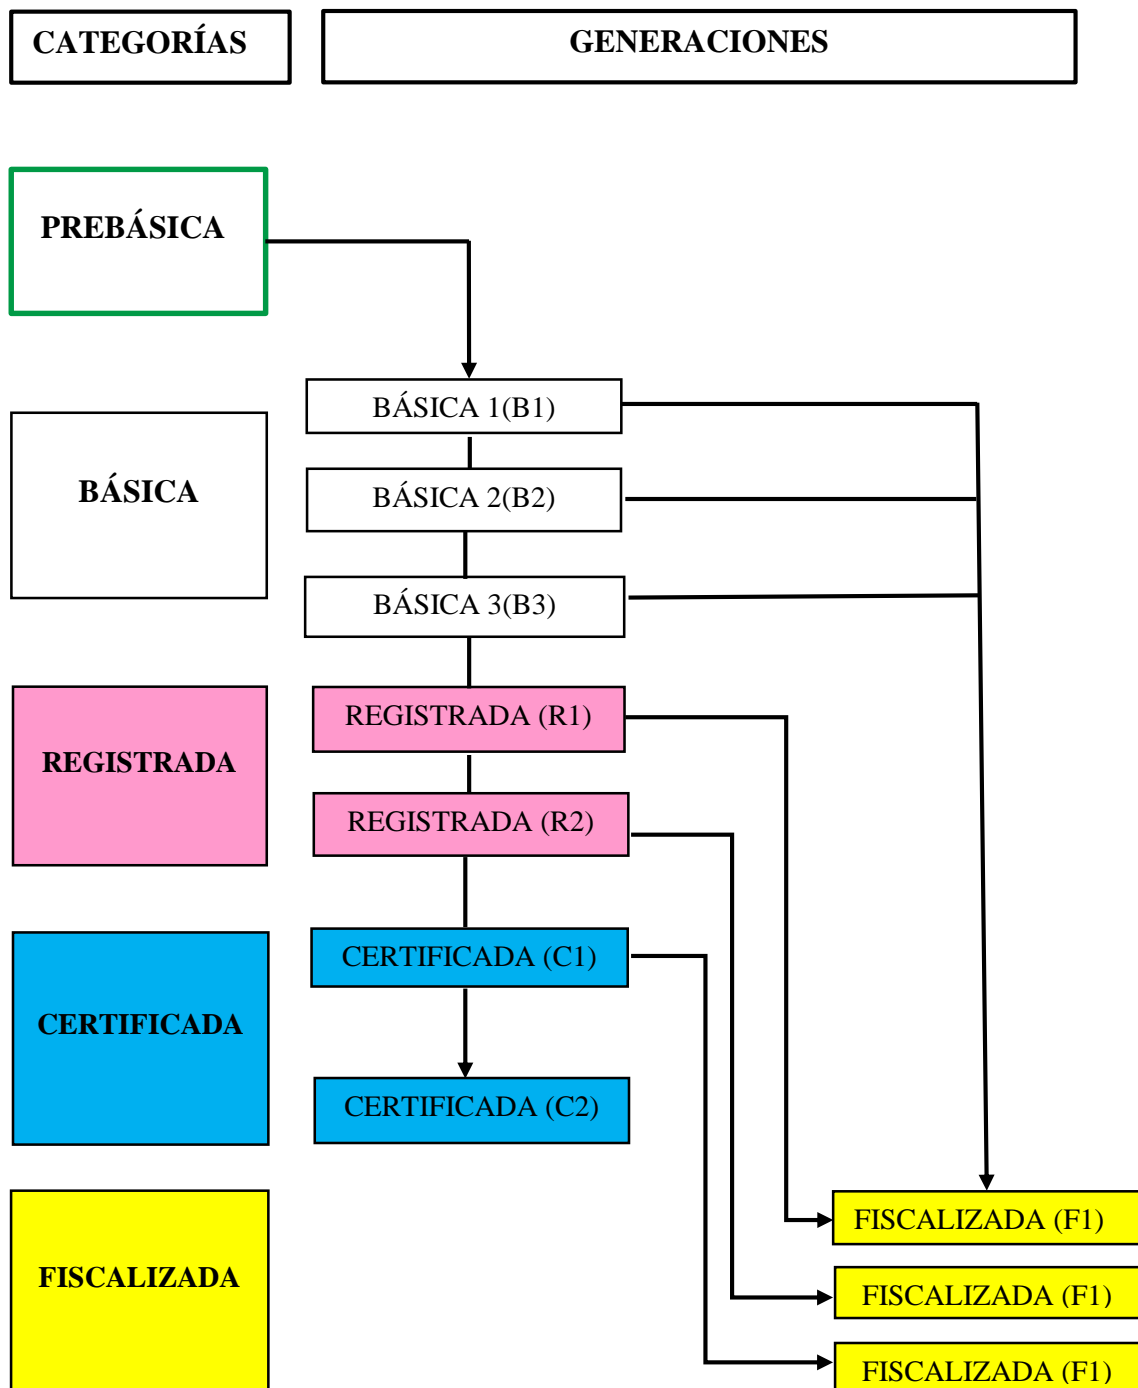 CATEGORÍAS
GENERACIONES
PREBÁSICA
BÁSICA 1(B1)
BÁSICA
BÁSICA 2(B2)
BÁSICA 3(B3)
REGISTRADA (R1)
REGISTRADA
REGISTRADA (R2)
CERTIFICADA (C1)
CERTIFICADA
CERTIFICADA (C2)
FISCALIZADA (F1)
FISCALIZADA
FISCALIZADA (F1)
FISCALIZADA (F1)